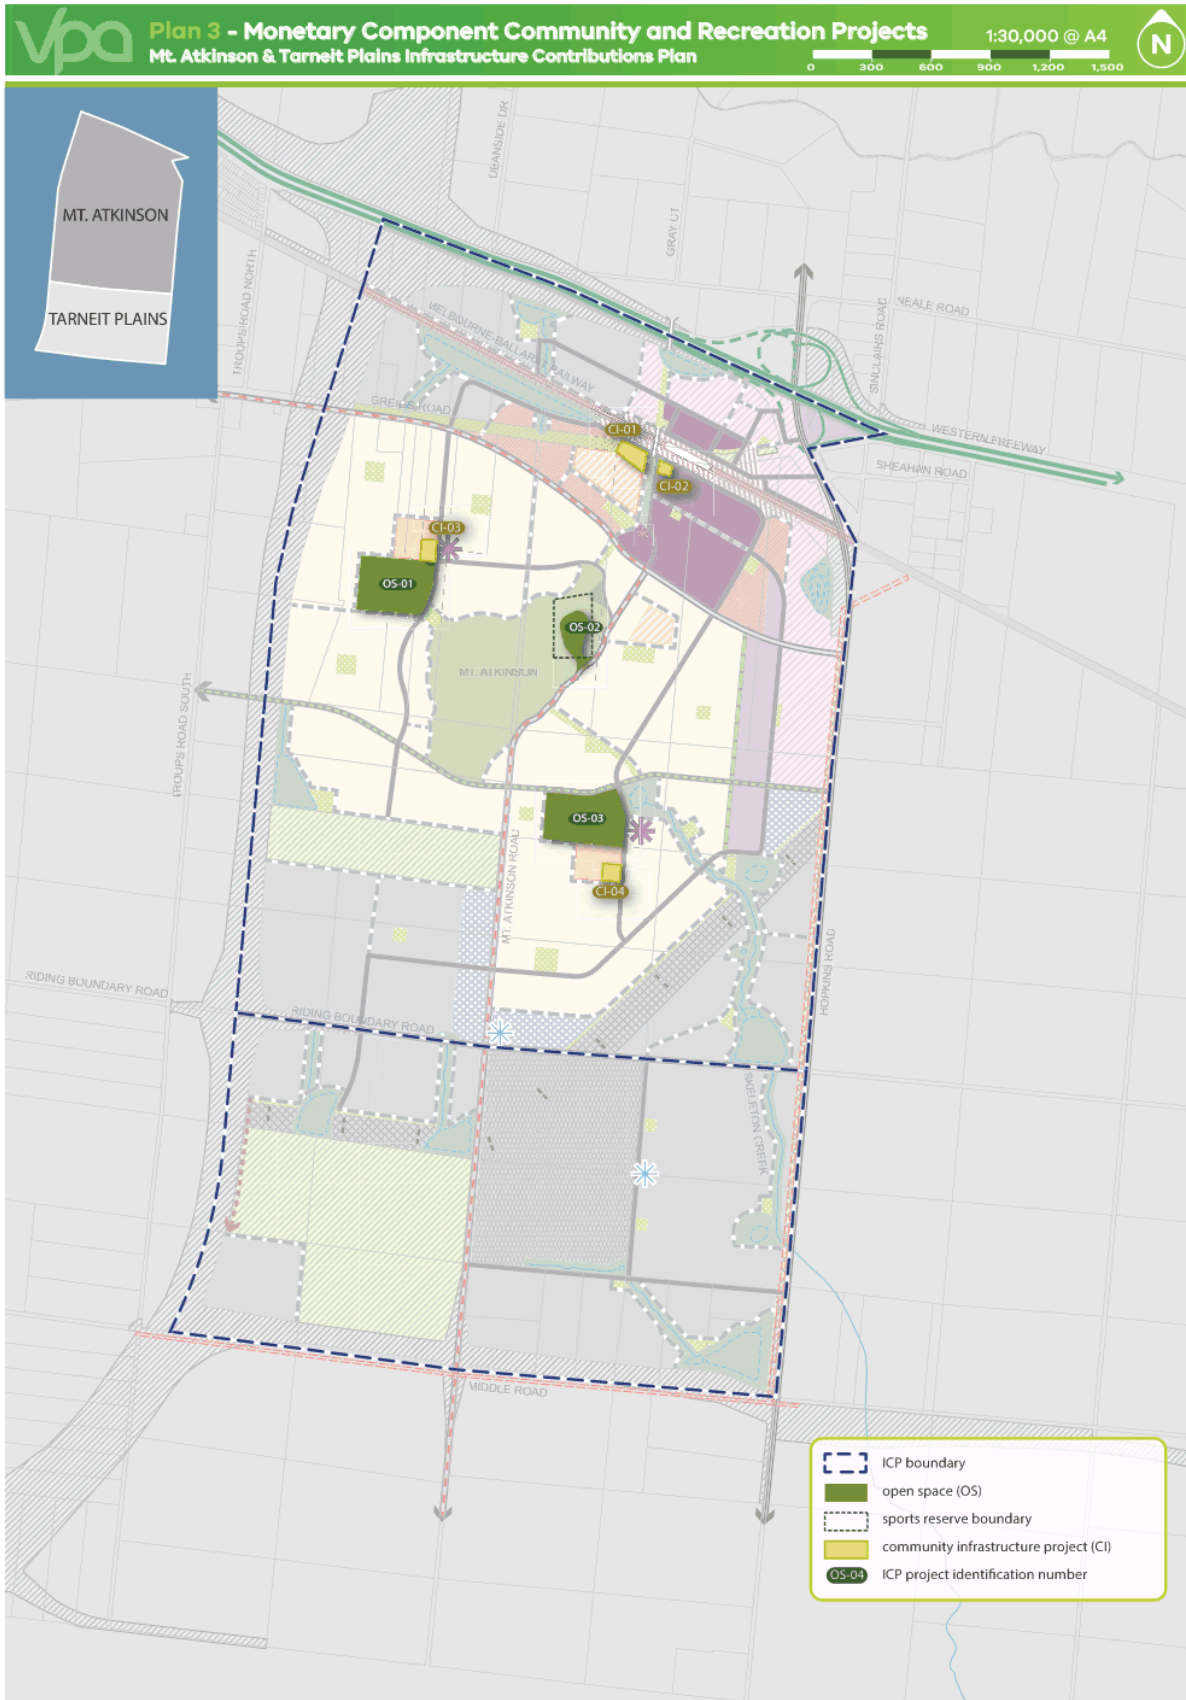 vpa
Plan 3 - Monetary Component Community and Recreation Projects
Mt. Atkinson & Tarneit Plains Infrastructure Contributions Plan
1:30,000 @ A4
0 300 600 900 1,200 1,500
N
MT. ATKINSON
TARNEIT PLAINS
DEANSIDE DR
GRAY CT
TROUPS ROAD NORTH
NEALE ROAD
SINCLAIRS ROAD
MELBOURNE-BALLARAT RAILWAY
GREIGS ROAD
WESTERN FREEWAY
SHEAHAN ROAD
CI-01
CI-02
CI-03
OS-01
OS-02
MT. ATKINSON
TROUPS ROAD SOUTH
OS-03
MT. ATKINSON ROAD
CI-04
HOPKINS ROAD
RIDING BOUNDARY ROAD
RIDING BOUNDARY ROAD
SKELETON CREEK
MIDDLE ROAD
ICP boundary
open space (OS)
sports reserve boundary
community infrastructure project (CI)
OS-04 ICP project identification number